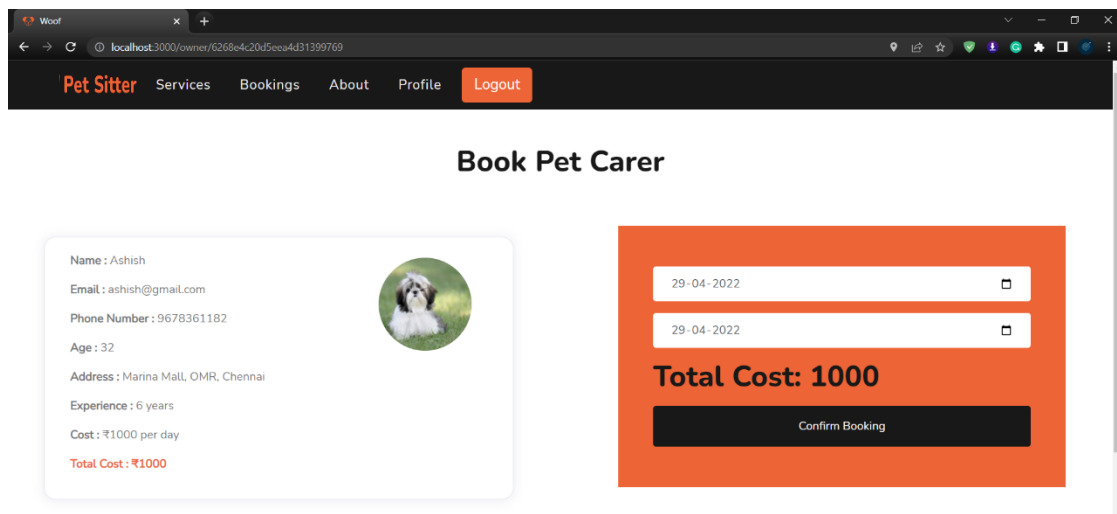 Woof
localhost:3000/owner/6268e4c20d5eea4d31399769
Pet Sitter Services Bookings About Profile Logout
Book Pet Carer
Name : Ashish
Email : ashish@gmail.com
Phone Number : 9678361182
Age : 32
Address : Marina Mall, OMR, Chennai
Experience : 6 years
Cost : ₹1000 per day
Total Cost : ₹1000
29-04-2022
29-04-2022
Total Cost: 1000
Confirm Booking